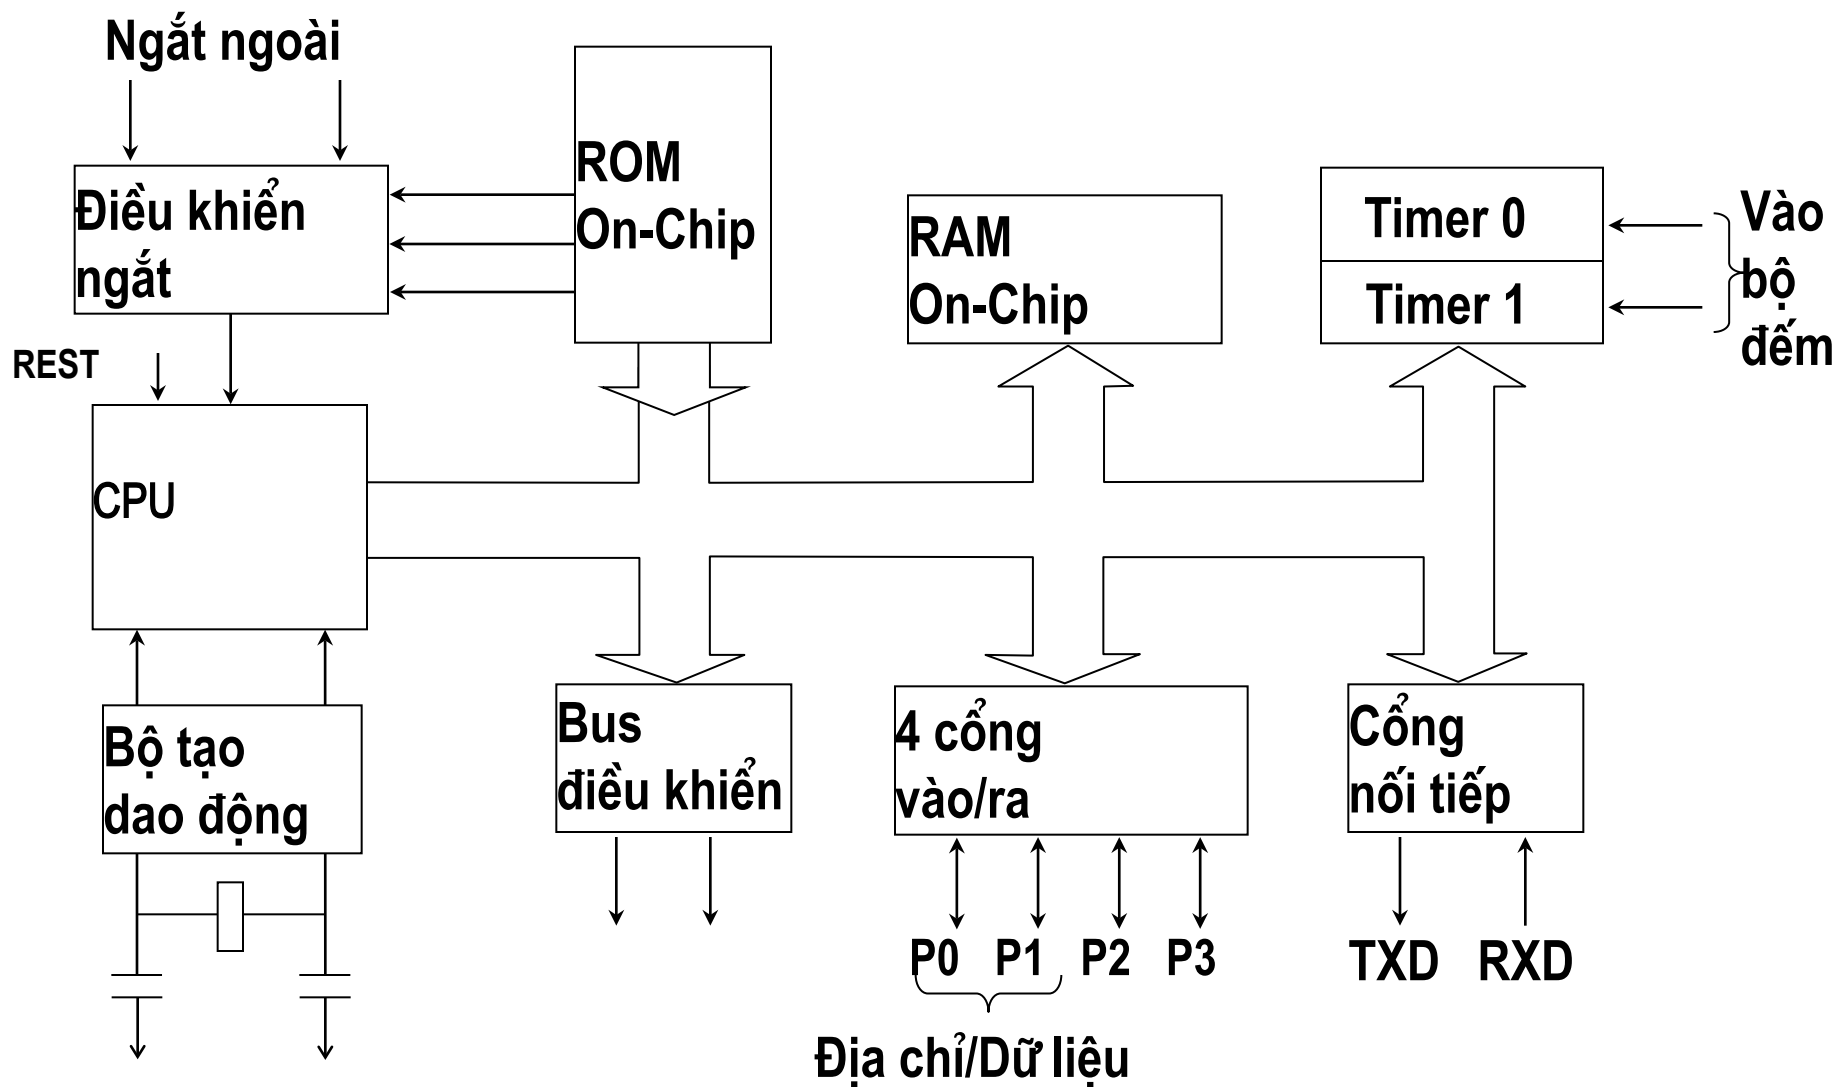 Ngắt ngoài
Điều khiển
ngắt
ROM
On-Chip
RAM
On-Chip
Timer 0
Timer 1
Vào
bộ
đếm
REST
CPU
Bộ tạo
dao động
Bus
điều khiển
4 cổng
vào/ra
Cổng
nối tiếp
P0 P1 P2 P3
TXD RXD
Địa chỉ/Dữ liệu